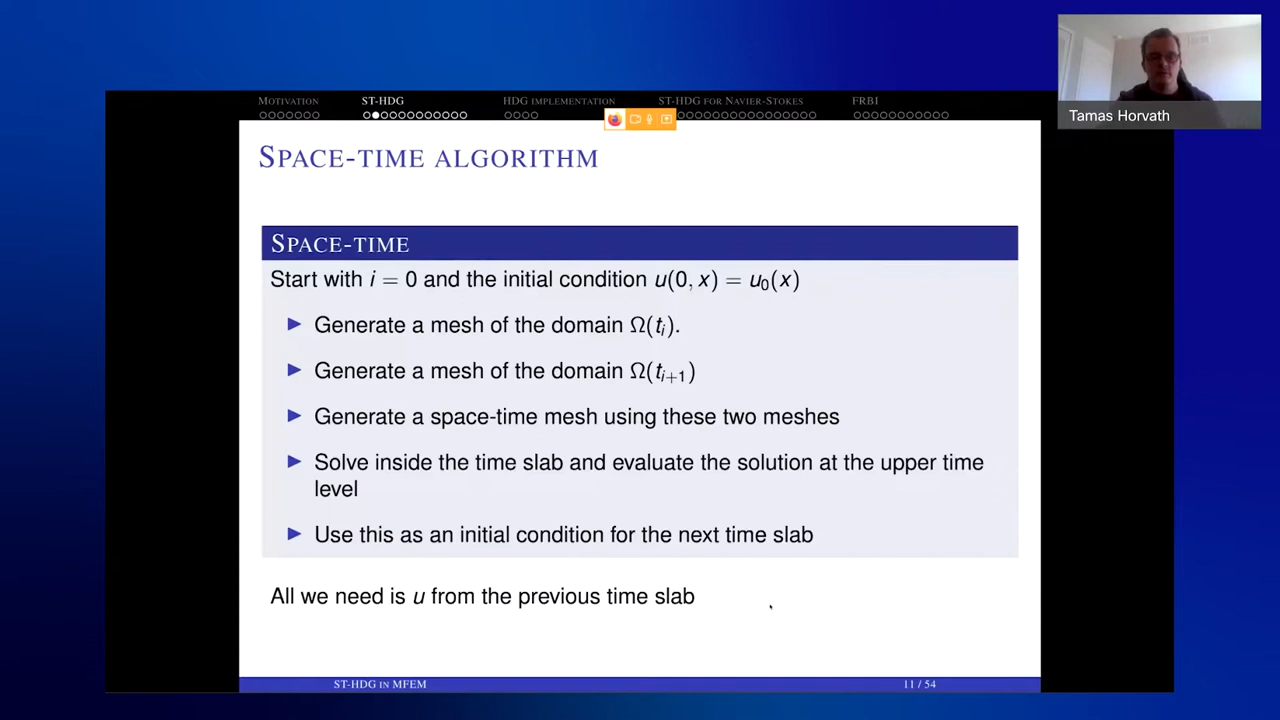 Tamas Horvath
MOTIVATION ST-HDG HDG IMPLEMENTATION ST-HDG FOR NAVIER-STOKES FRBI
SPACE-TIME ALGORITHM
SPACE-TIME
Start with i = 0 and the initial condition u(0, x) = u₀(x)
▶ Generate a mesh of the domain Ω(tᵢ).
▶ Generate a mesh of the domain Ω(tᵢ₊₁)
▶ Generate a space-time mesh using these two meshes
▶ Solve inside the time slab and evaluate the solution at the upper time
level
▶ Use this as an initial condition for the next time slab
All we need is u from the previous time slab
ST-HDG IN MFEM 11 / 54